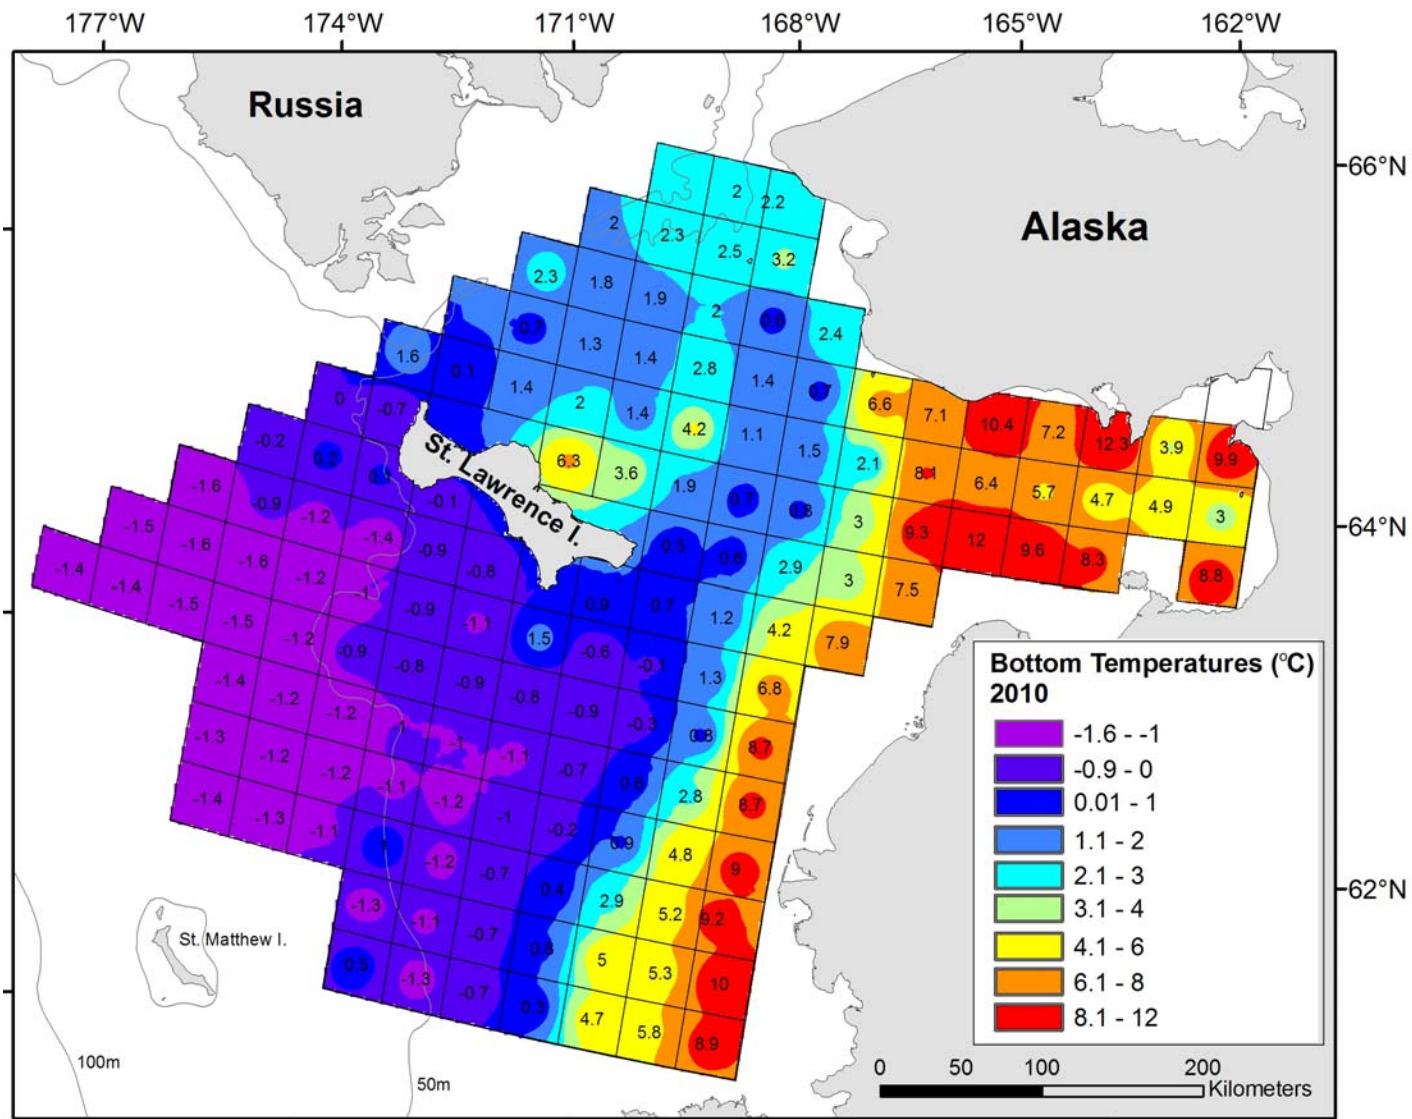 177°W 174°W 171°W 168°W 165°W 162°W
Russia
66°N
2 2.2
Alaska
2 2.3 2.5 3.2
2.3 1.8 1.9 2 0.6 2.4
0.7 1.3 1.4 2.8 1.4 0.7 6.6 7.1 10.4 7.2 12.3 3.9 9.9
1.6 0.1 1.4 2 1.4 4.2 1.1 1.5 2.1 8.1 6.4 5.7 4.7 4.9 3
0 -0.7 6.3 3.6 1.9 0.7 0.8 3 9.3 12 9.6 8.3 8.8
St. Lawrence I.
64°N
-0.2 0.2 -0.1 0.5 0.6 2.9 3 7.5
-1.6 -0.9 -1.2 -1.4 -0.9 -0.8 0.9 0.7 1.2 4.2 7.9
-1.5 -1.6 -1.6 -1.2 -1 -0.9 -1.1 1.5 -0.6 -0.1 1.3 6.8
-1.4 -1.4 -1.5 -1.5 -1.2 -0.9 -0.8 -0.9 -0.8 -0.9 -0.3 0.8 8.7
-1.4 -1.2 -1.2 -1 -1 -1.1 -0.7 0.6 2.8 8.7
-1.3 -1.2 -1.2 -1.1 -1.2 -1 -0.2 0.9 4.8 9
-1.4 -1.3 -1.1 1 -1.2 -0.7 0.4 2.9 5.2 9.2
-1.3 -1.1 -0.7 0.8 5 5.3 10
0.5 -1.3 -0.7 0.3 4.7 5.8 8.9
Bottom Temperatures (°C)
2010
-1.6 - -1
-0.9 - 0
0.01 - 1
1.1 - 2
2.1 - 3
3.1 - 4
4.1 - 6
6.1 - 8
8.1 - 12
62°N
St. Matthew I.
100m
50m
0 50 100 200
Kilometers